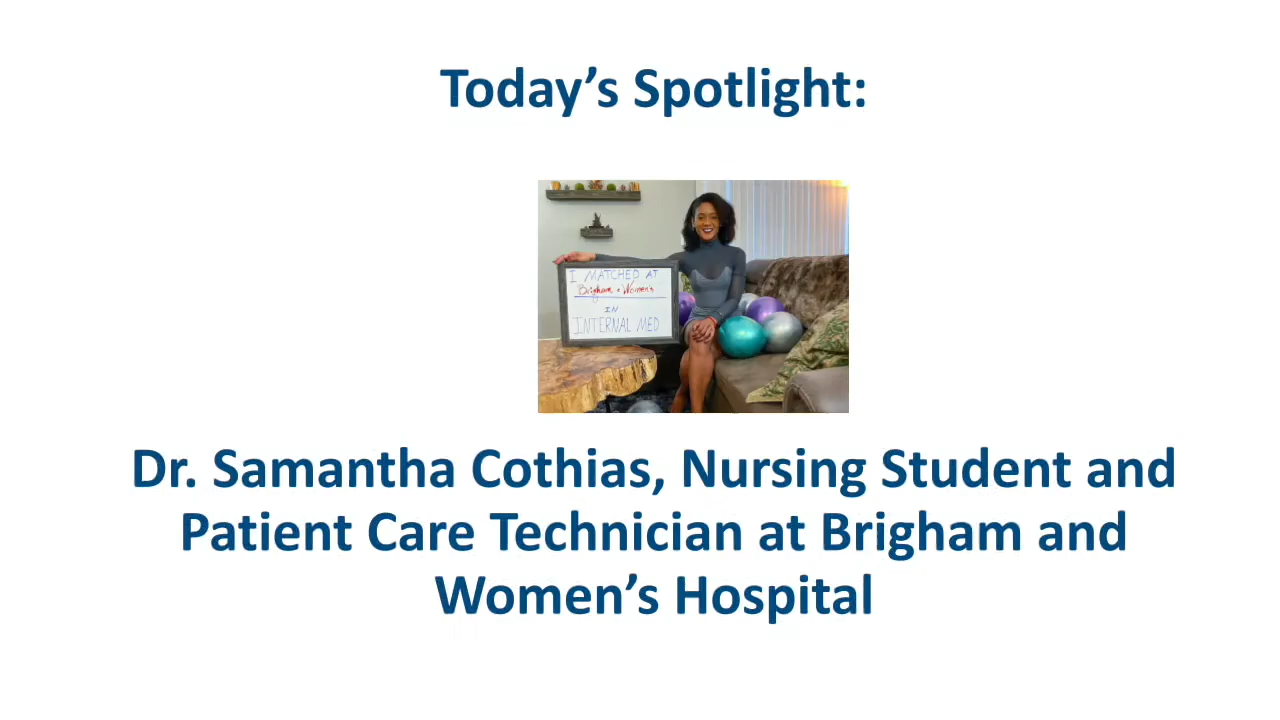 Today’s Spotlight:
I MATCHED AT
Brigham + Women's
IN
INTERNAL MED
Dr. Samantha Cothias, Nursing Student and
Patient Care Technician at Brigham and
Women’s Hospital